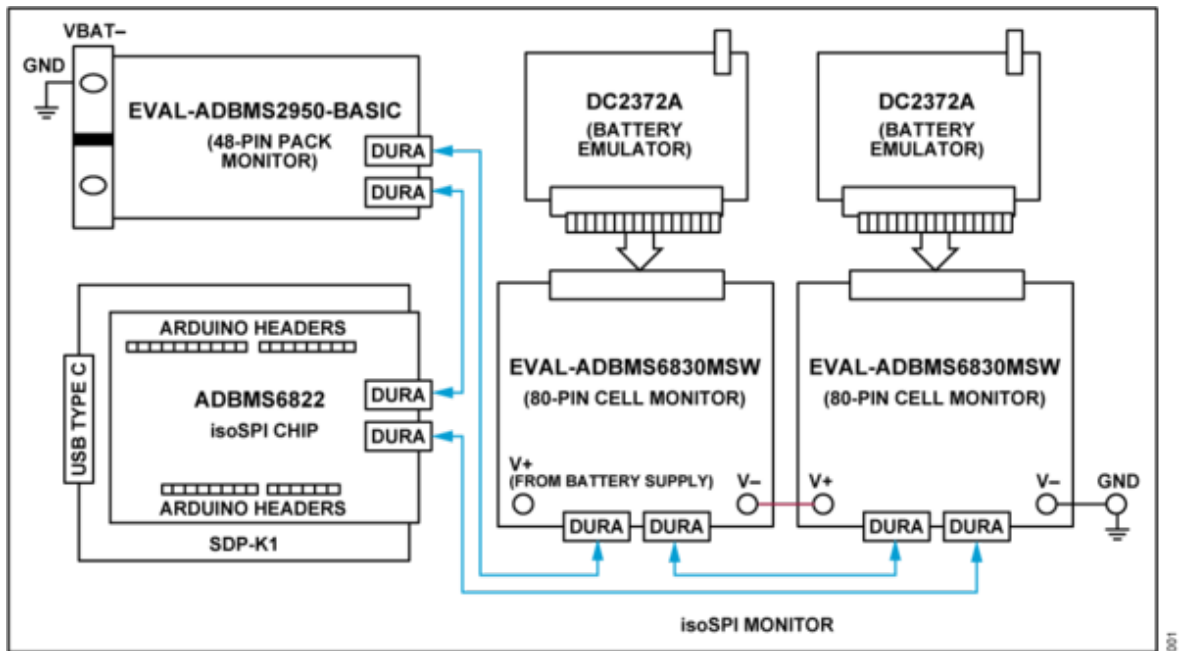 VBAT–
GND
EVAL-ADBMS2950-BASIC
(48-PIN PACK
MONITOR)
DURA
DURA
DC2372A
(BATTERY
EMULATOR)
DC2372A
(BATTERY
EMULATOR)
USB TYPE C
ARDUINO HEADERS
ADBMS6822
isoSPI CHIP
DURA
DURA
ARDUINO HEADERS
SDP-K1
EVAL-ADBMS6830MSW
(80-PIN CELL MONITOR)
V+
(FROM BATTERY SUPPLY)
V–
DURA
DURA
EVAL-ADBMS6830MSW
(80-PIN CELL MONITOR)
V+
V–
GND
DURA
DURA
isoSPI MONITOR
001